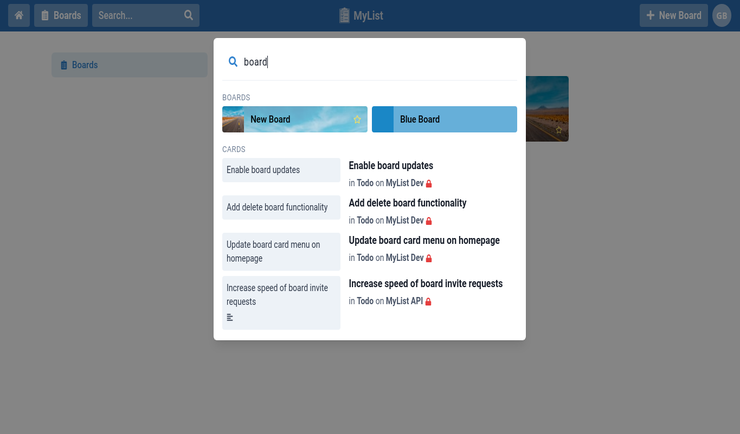 Boards
Search...
MyList
New Board
GB
Boards
board
BOARDS
New Board
Blue Board
CARDS
Enable board updates
Enable board updates
in Todo on MyList Dev
Add delete board functionality
Add delete board functionality
in Todo on MyList Dev
Update board card menu on
homepage
Update board card menu on homepage
in Todo on MyList Dev
Increase speed of board invite
requests
Increase speed of board invite requests
in Todo on MyList API